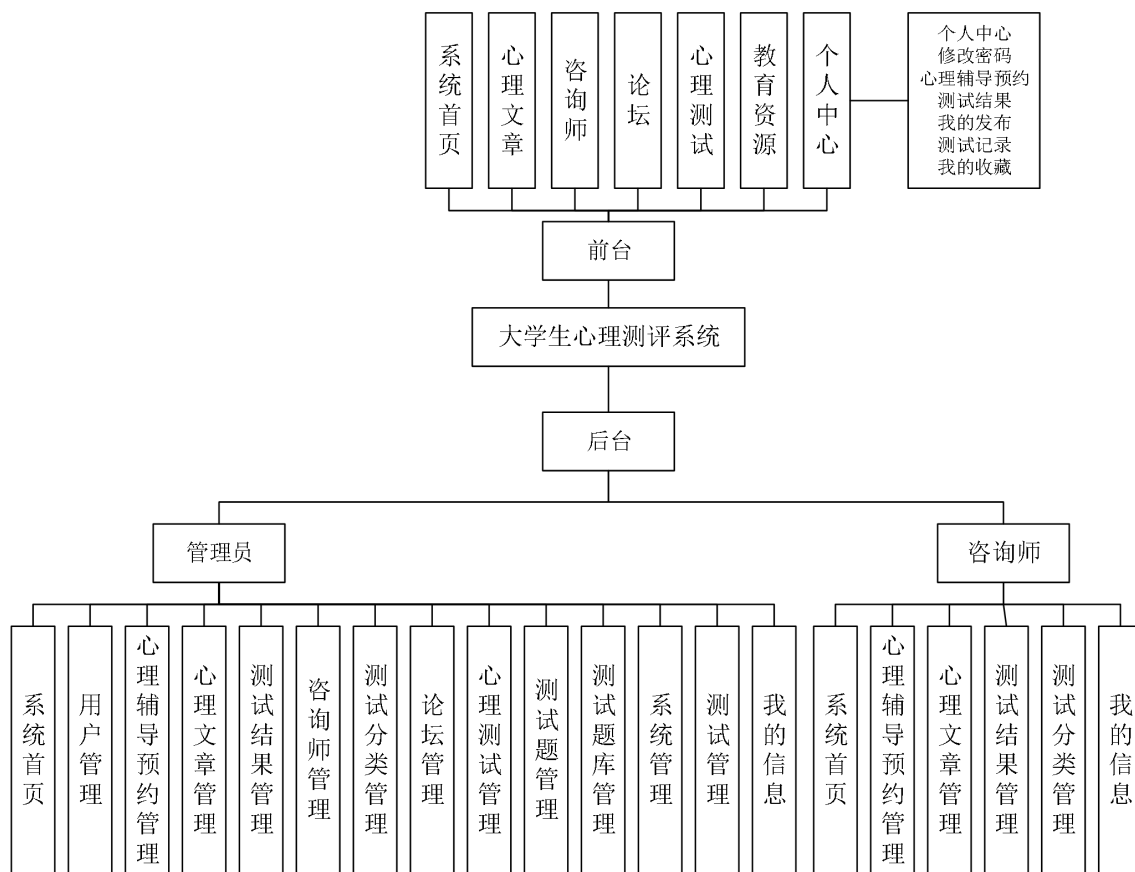 系统首页
心理文章
咨询师
论坛
心理测试
教育资源
个人中心
个人中心
修改密码
心理辅导预约
测试结果
我的发布
测试记录
我的收藏
前台
大学生心理测评系统
后台
管理员
咨询师
系统首页
用户管理
心理辅导预约管理
心理文章管理
测试结果管理
咨询师管理
测试分类管理
论坛管理
心理测试管理
测试题管理
测试题库管理
系统管理
测试管理
我的信息
系统首页
心理辅导预约管理
心理文章管理
测试结果管理
测试分类管理
我的信息